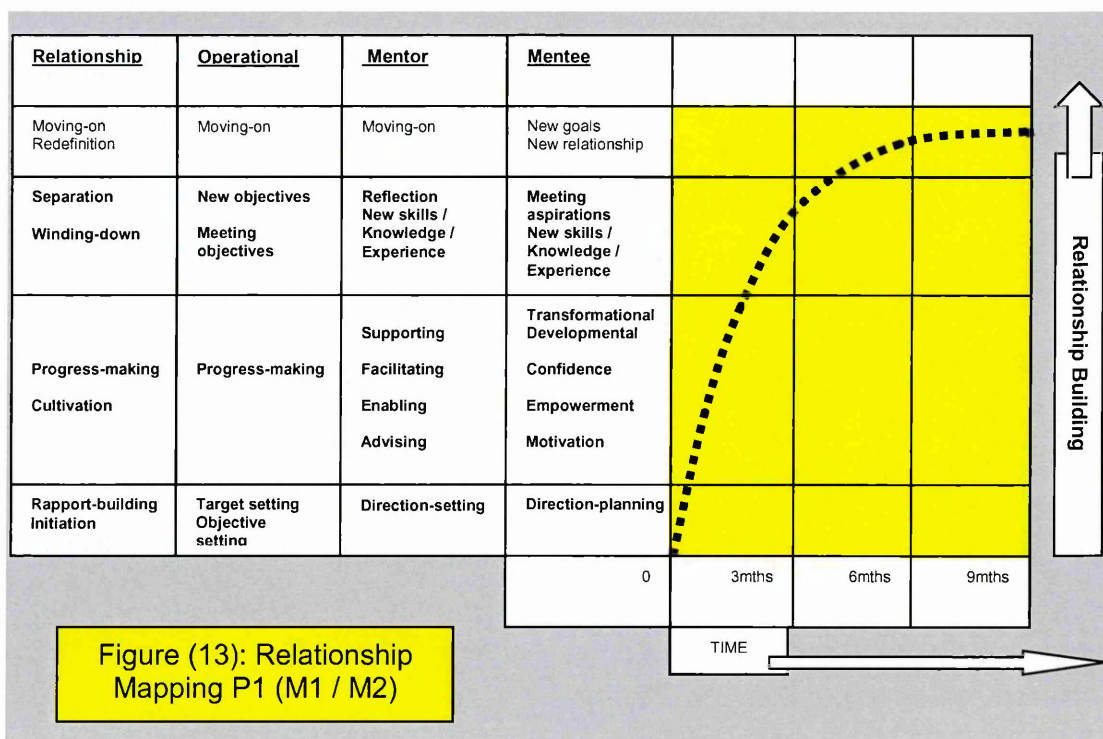 Relationship
Operational
Mentor
Mentee
Moving-on
Redefinition
Moving-on
Moving-on
New goals
New relationship
Separation
Winding-down
New objectives
Meeting
objectives
Reflection
New skills /
Knowledge /
Experience
Meeting
aspirations
New skills /
Knowledge /
Experience
Progress-making
Cultivation
Progress-making
Supporting
Facilitating
Enabling
Advising
Transformational
Developmental
Confidence
Empowerment
Motivation
Rapport-building
Initiation
Target setting
Objective
setting
Direction-setting
Direction-planning
0
3mths
6mths
9mths
TIME
Relationship Building
Figure (13): Relationship
Mapping P1 (M1 / M2)